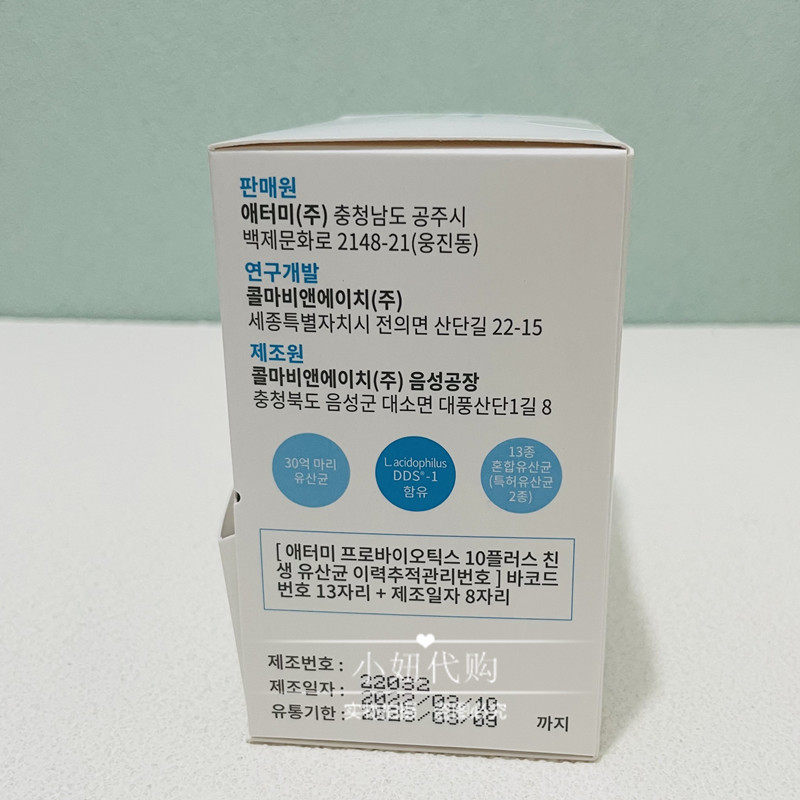 판매원
애터미(주) 충청남도 공주시
백제문화로 2148-21(웅진동)
연구개발
콜마비앤에이치(주)
세종특별자치시 전의면 산단길 22-15
제조원
콜마비앤에이치(주) 음성공장
충청북도 음성군 대소면 대풍산단1길 8
30억 마리
유산균
L.acidophilus
DDS®-1
함유
13종
혼합유산균
(특허유산균
2종)
[ 애터미 프로바이오틱스 10플러스 친
생 유산균 이력추적관리번호 ] 바코드
번호 13자리 + 제조일자 8자리
小妍代购
제조번호 : 22032
제조일자 : 2022/03/10
유통기한 : 까지